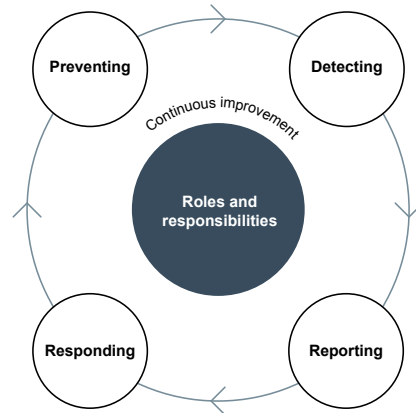 Preventing
Detecting
Continuous improvement
Roles and
responsibilities
Responding
Reporting